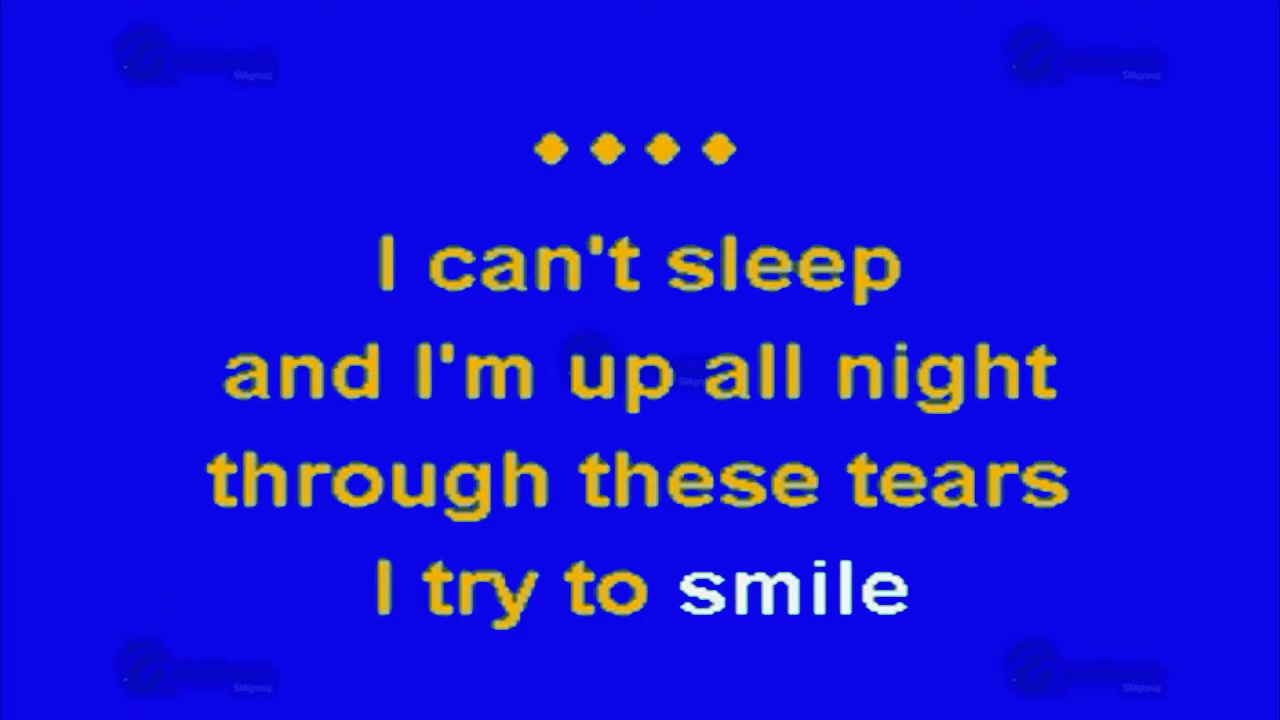 I can't sleep
and I'm up all night
through these tears
I try to smile